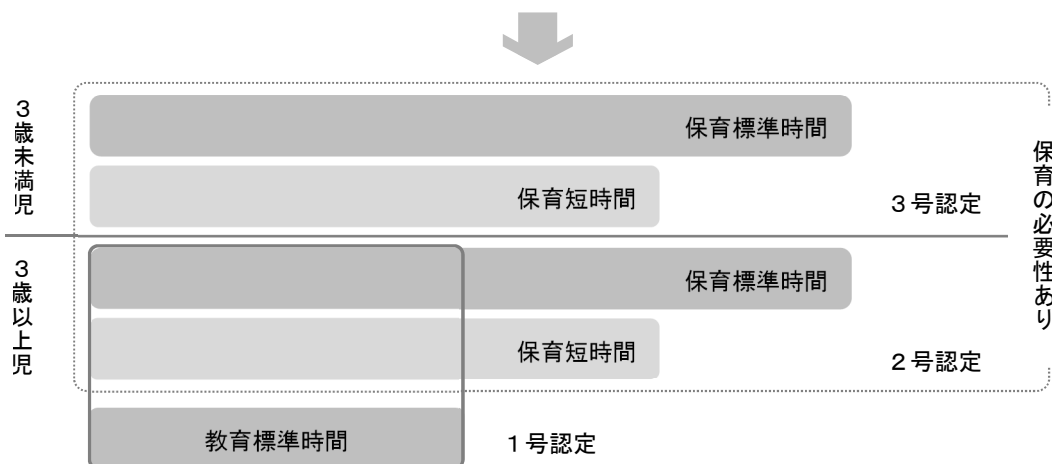 3歳未満児
保育標準時間
保育短時間
3号認定
3歳以上児
保育標準時間
保育短時間
2号認定
保育の必要性あり
教育標準時間
1号認定